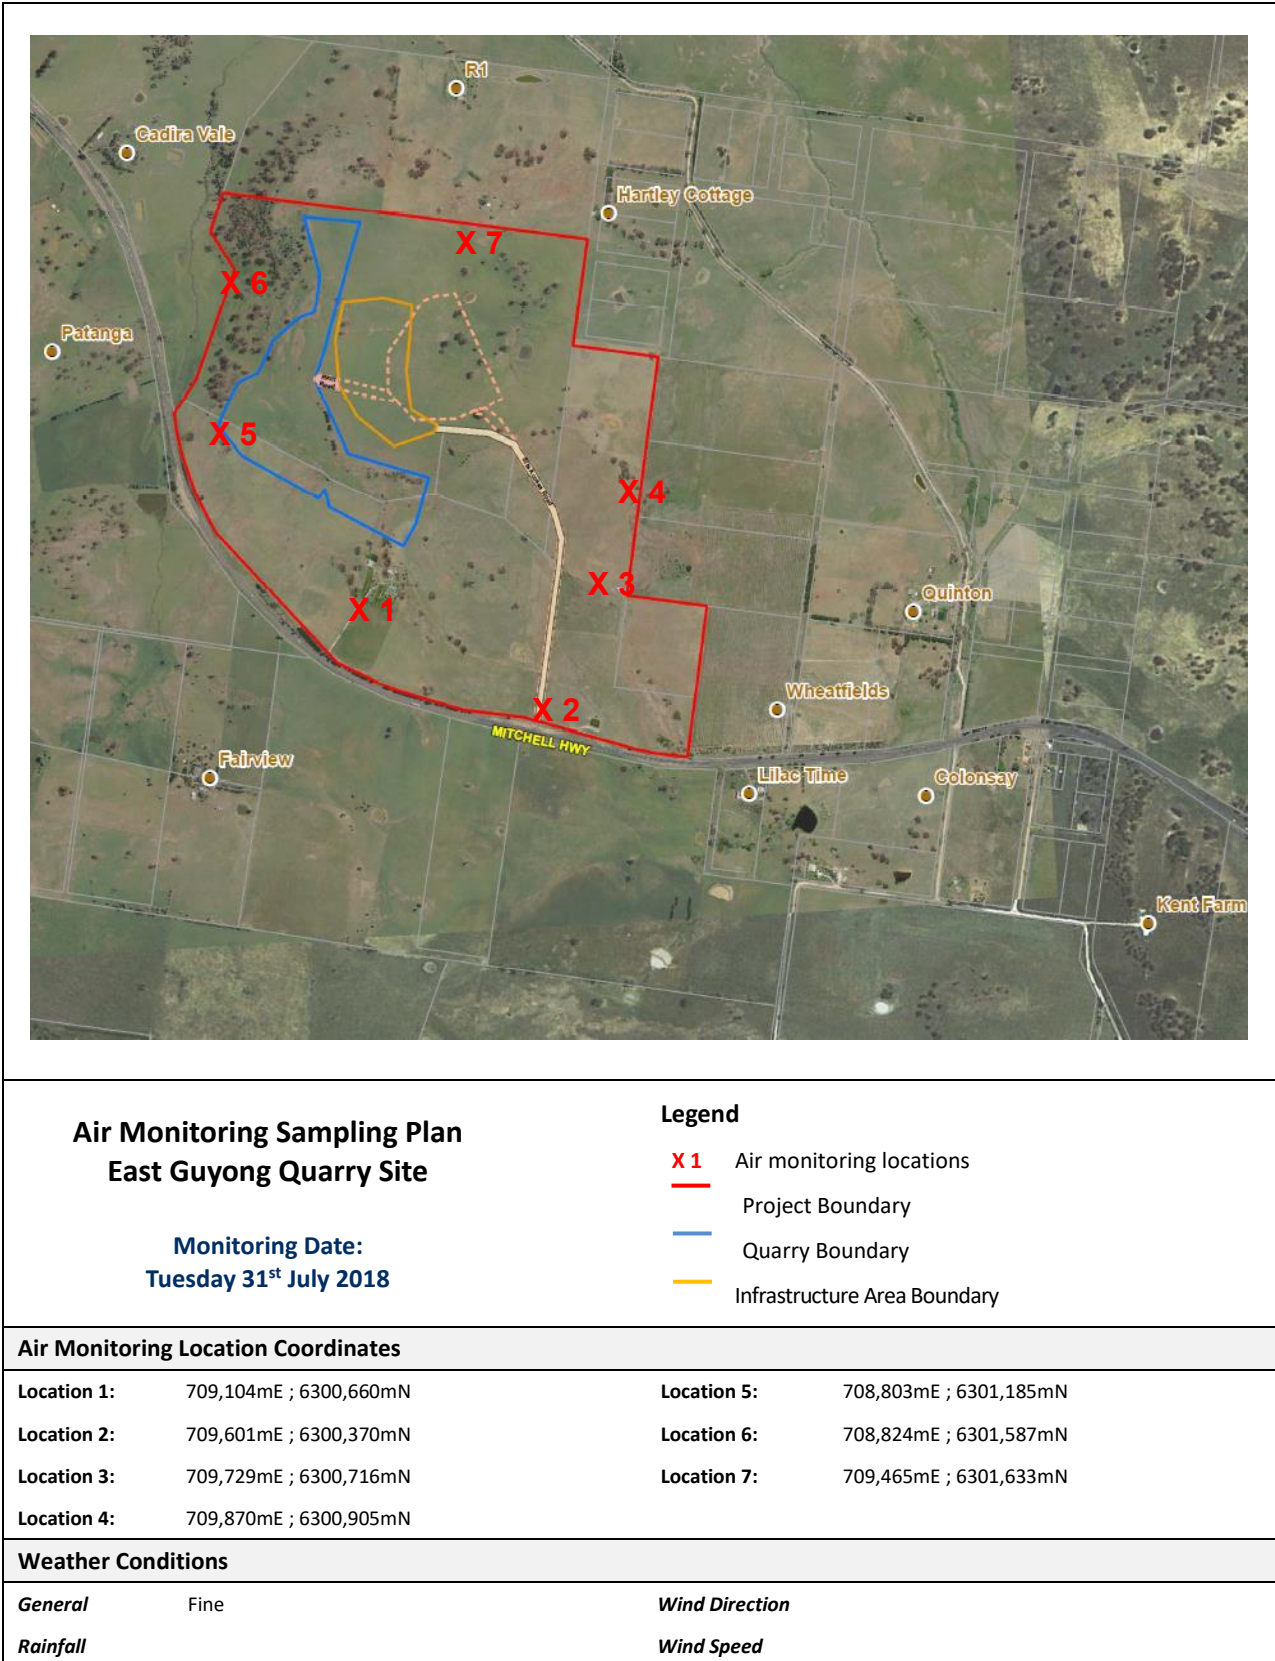 R1
Cadira Vale
Hartley Cottage
X 7
X 6
Patanga
X 5
X 4
X 3
Quinton
X 1
Wheatfields
X 2
MITCHELL HWY
Fairview
Lilac Time
Colonsay
Kent Farm
Air Monitoring Sampling Plan
East Guyong Quarry Site
Monitoring Date:
Tuesday 31st July 2018
Legend
X 1 Air monitoring locations
Project Boundary
Quarry Boundary
Infrastructure Area Boundary
Air Monitoring Location Coordinates
Location 1: 709,104mE ; 6300,660mN Location 5: 708,803mE ; 6301,185mN
Location 2: 709,601mE ; 6300,370mN Location 6: 708,824mE ; 6301,587mN
Location 3: 709,729mE ; 6300,716mN Location 7: 709,465mE ; 6301,633mN
Location 4: 709,870mE ; 6300,905mN
Weather Conditions
General Fine Wind Direction
Rainfall Wind Speed